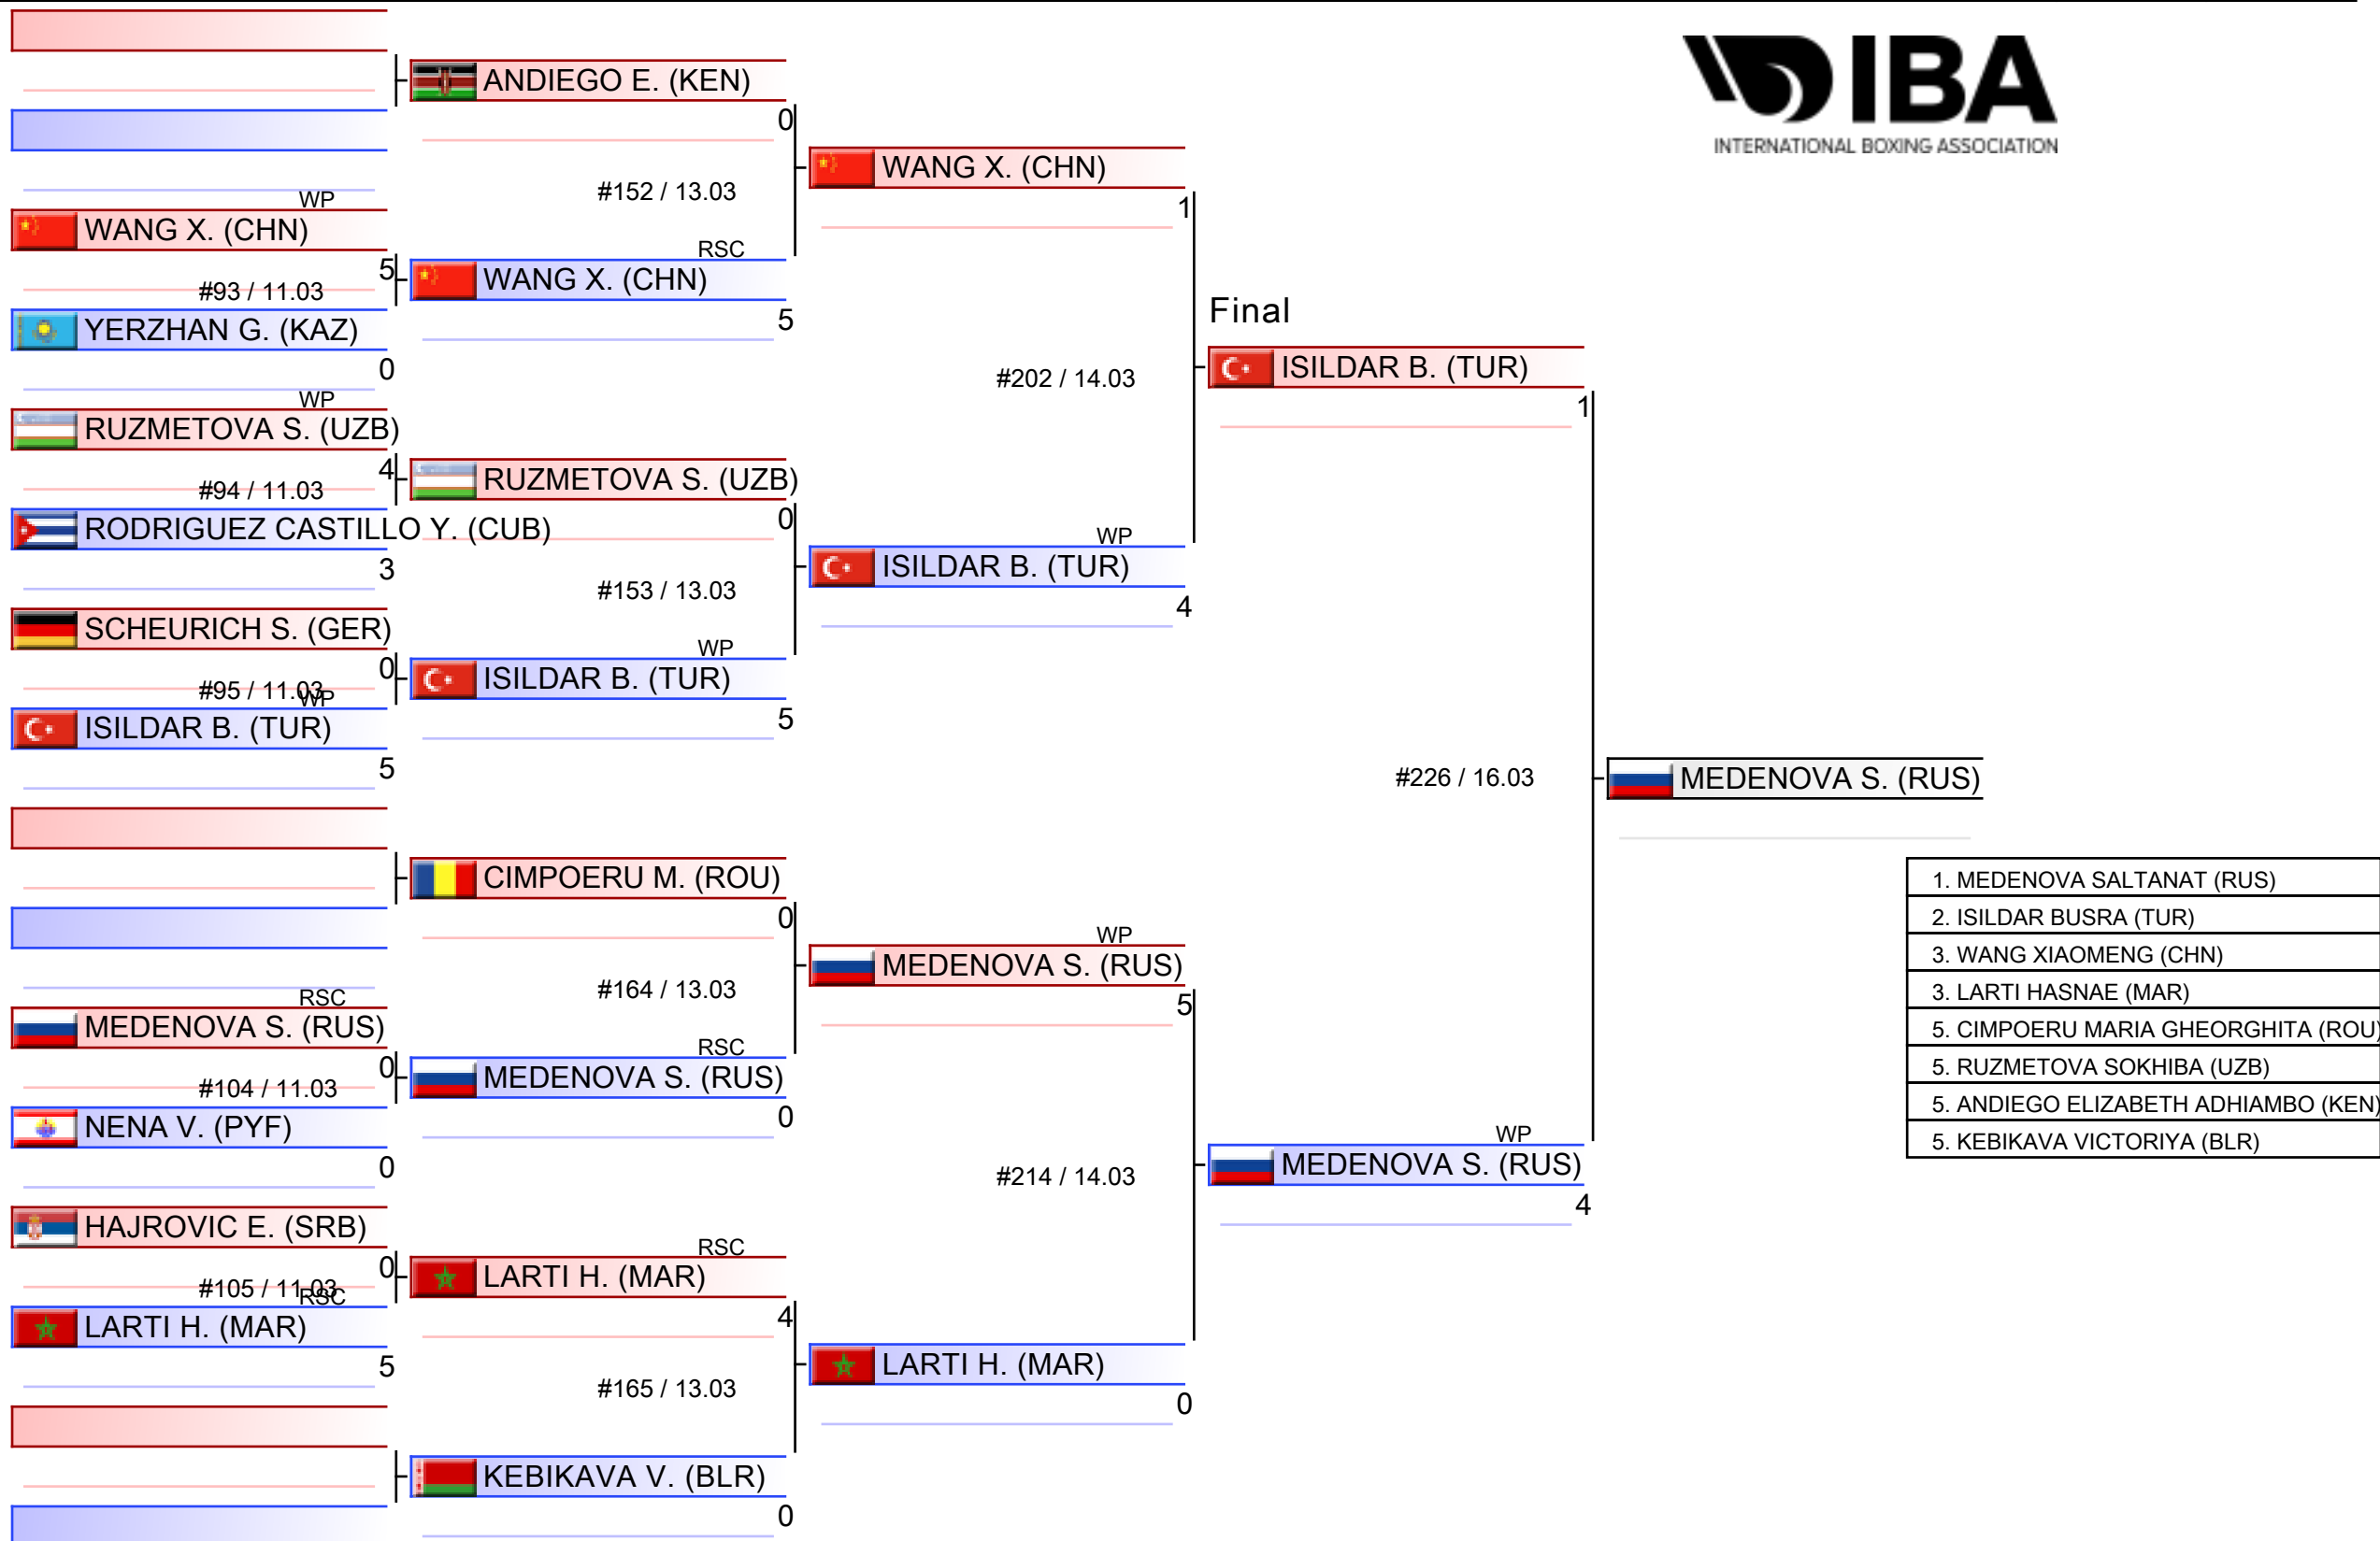 IBA
INTERNATIONAL BOXING ASSOCIATION
WP
WANG X. (CHN)
5
#93 / 11.03
YERZHAN G. (KAZ)
0
WP
RUZMETOVA S. (UZB)
4
#94 / 11.03
RODRIGUEZ CASTILLO Y. (CUB)
3
SCHEURICH S. (GER)
0
#95 / 11.03
WP
ISILDAR B. (TUR)
5
RSC
MEDENOVA S. (RUS)
0
#104 / 11.03
NENA V. (PYF)
0
HAJROVIC E. (SRB)
0
#105 / 11.03
RSC
LARTI H. (MAR)
5
ANDIEGO E. (KEN)
0
#152 / 13.03
RSC
WANG X. (CHN)
5
RUZMETOVA S. (UZB)
0
#153 / 13.03
WP
ISILDAR B. (TUR)
5
CIMPOERU M. (ROU)
0
#164 / 13.03
RSC
MEDENOVA S. (RUS)
0
RSC
LARTI H. (MAR)
4
#165 / 13.03
KEBIKAVA V. (BLR)
0
WANG X. (CHN)
1
#202 / 14.03
WP
ISILDAR B. (TUR)
4
WP
MEDENOVA S. (RUS)
5
#214 / 14.03
LARTI H. (MAR)
0
Final
ISILDAR B. (TUR)
1
#226 / 16.03
WP
MEDENOVA S. (RUS)
4
MEDENOVA S. (RUS)
1. MEDENOVA SALTANAT (RUS)
2. ISILDAR BUSRA (TUR)
3. WANG XIAOMENG (CHN)
3. LARTI HASNAE (MAR)
5. CIMPOERU MARIA GHEORGHITA (ROU)
5. RUZMETOVA SOKHIBA (UZB)
5. ANDIEGO ELIZABETH ADHIAMBO (KEN)
5. KEBIKAVA VICTORIYA (BLR)